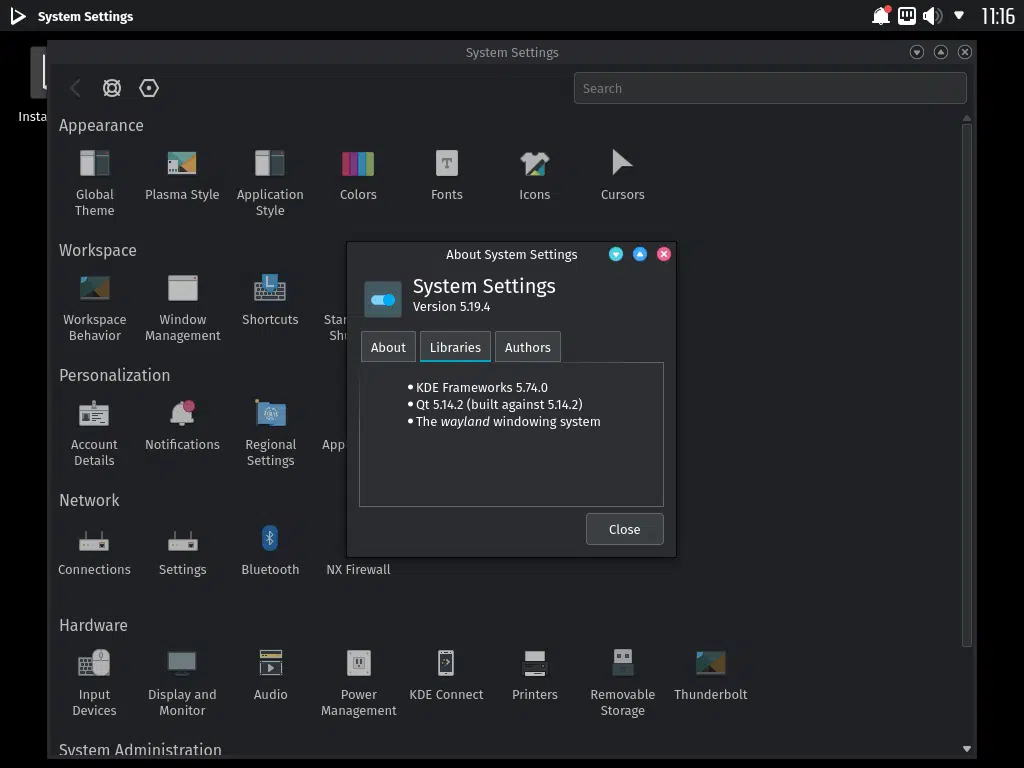 System Settings
11:16
System Settings
Insta
Search
Appearance
Global
Theme
Plasma Style
Application
Style
Colors
Fonts
Icons
Cursors
Workspace
Workspace
Behavior
Window
Management
Shortcuts
Star
Sh
Personalization
Account
Details
Notifications
Regional
Settings
App
Network
Connections
Settings
Bluetooth
NX Firewall
Hardware
Input
Devices
Display and
Monitor
Audio
Power
Management
KDE Connect
Printers
Removable
Storage
Thunderbolt
System Administration
About System Settings
System Settings
Version 5.19.4
About
Libraries
Authors
• KDE Frameworks 5.74.0
• Qt 5.14.2 (built against 5.14.2)
• The wayland windowing system
Close